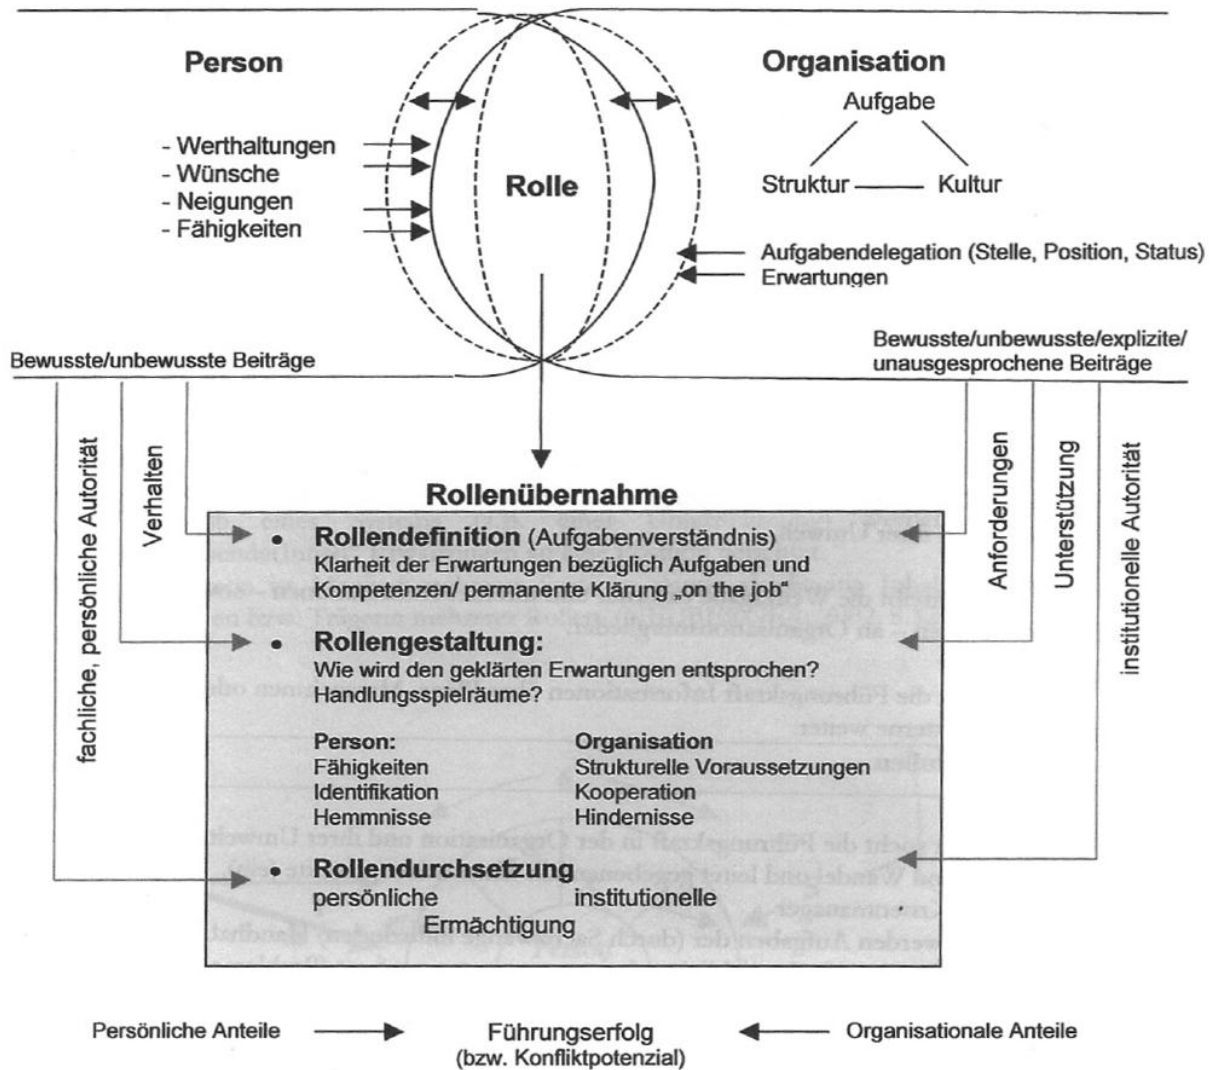 Person
Organisation
Aufgabe
Struktur
Kultur
- Werthaltungen
- Wünsche
- Neigungen
- Fähigkeiten
Rolle
Aufgabendelegation (Stelle, Position, Status)
Erwartungen
Bewusste/unbewusste Beiträge
Bewusste/unbewusste/explizite/
unausgesprochene Beiträge
fachliche, persönliche Autorität
Verhalten
Anforderungen
Unterstützung
institutionelle Autorität
Rollenübernahme
• Rollendefinition (Aufgabenverständnis)
Klarheit der Erwartungen bezüglich Aufgaben und
Kompetenzen/ permanente Klärung „on the job"
• Rollengestaltung:
Wie wird den geklärten Erwartungen entsprochen?
Handlungsspielräume?
Person: Organisation
Fähigkeiten Strukturelle Voraussetzungen
Identifikation Kooperation
Hemmnisse Hindernisse
• Rollendurchsetzung
persönliche institutionelle
Ermächtigung
Persönliche Anteile Führungserfolg Organisationale Anteile
(bzw. Konfliktpotenzial)